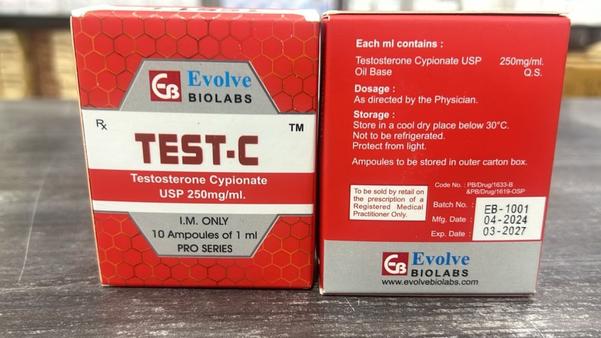 EB Evolve
BIOLABS
Rx
TEST-C ™
Testosterone Cypionate
USP 250mg/ml.
I.M. ONLY
10 Ampoules of 1 ml
PRO SERIES
Each ml contains :
Testosterone Cypionate USP 250mg/ml.
Oil Base Q.S.
Dosage :
As directed by the Physician.
Storage :
Store in a cool dry place below 30°C.
Not to be refrigerated.
Protect from light.
Ampoules to be stored in outer carton box.
To be sold by retail on
the prescription of a
Registered Medical
Practitioner Only.
Code No. : PB/Drug/1633-B
&PB/Drug/1619-OSP
Batch No. : EB-1001
Mfg. Date : 04-2024
Exp. Date : 03-2027
EB Evolve
BIOLABS
www.evolvebiolabs.com